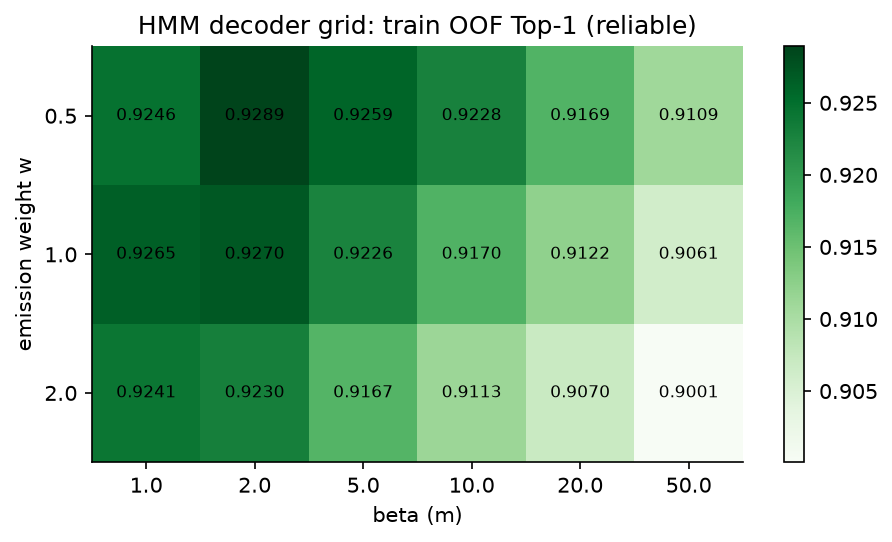 HMM decoder grid: train OOF Top-1 (reliable)
emission weight w
0.5 0.9246 0.9289 0.9259 0.9228 0.9169 0.9109
1.0 0.9265 0.9270 0.9226 0.9170 0.9122 0.9061
2.0 0.9241 0.9230 0.9167 0.9113 0.9070 0.9001
1.0 2.0 5.0 10.0 20.0 50.0
beta (m)
0.925
0.920
0.915
0.910
0.905